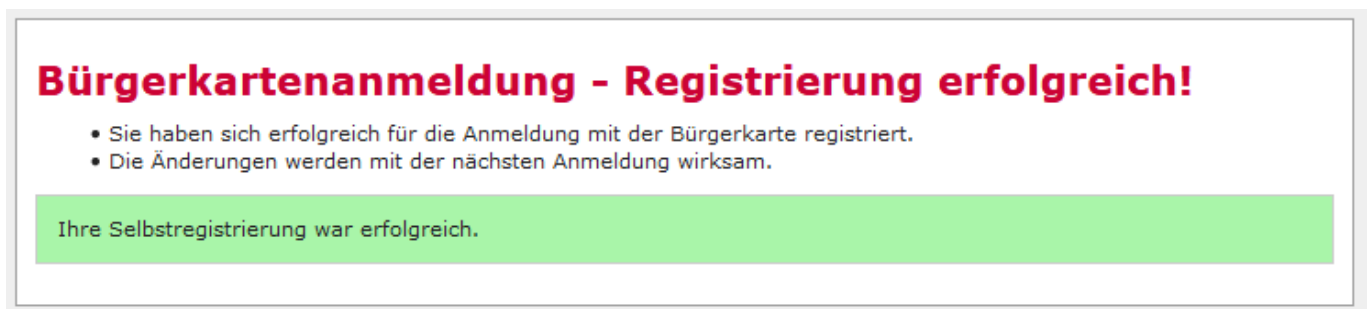 Bürgerkartenanmeldung - Registrierung erfolgreich!
• Sie haben sich erfolgreich für die Anmeldung mit der Bürgerkarte registriert.
• Die Änderungen werden mit der nächsten Anmeldung wirksam.
Ihre Selbstregistrierung war erfolgreich.